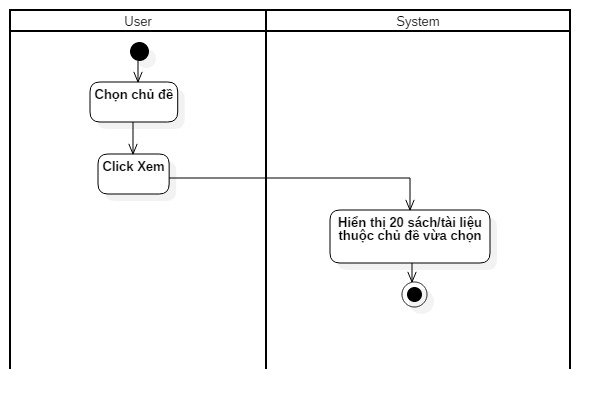 User
System
Chọn chủ đề
Click Xem
Hiển thị 20 sách/tài liệu
thuộc chủ đề vừa chọn